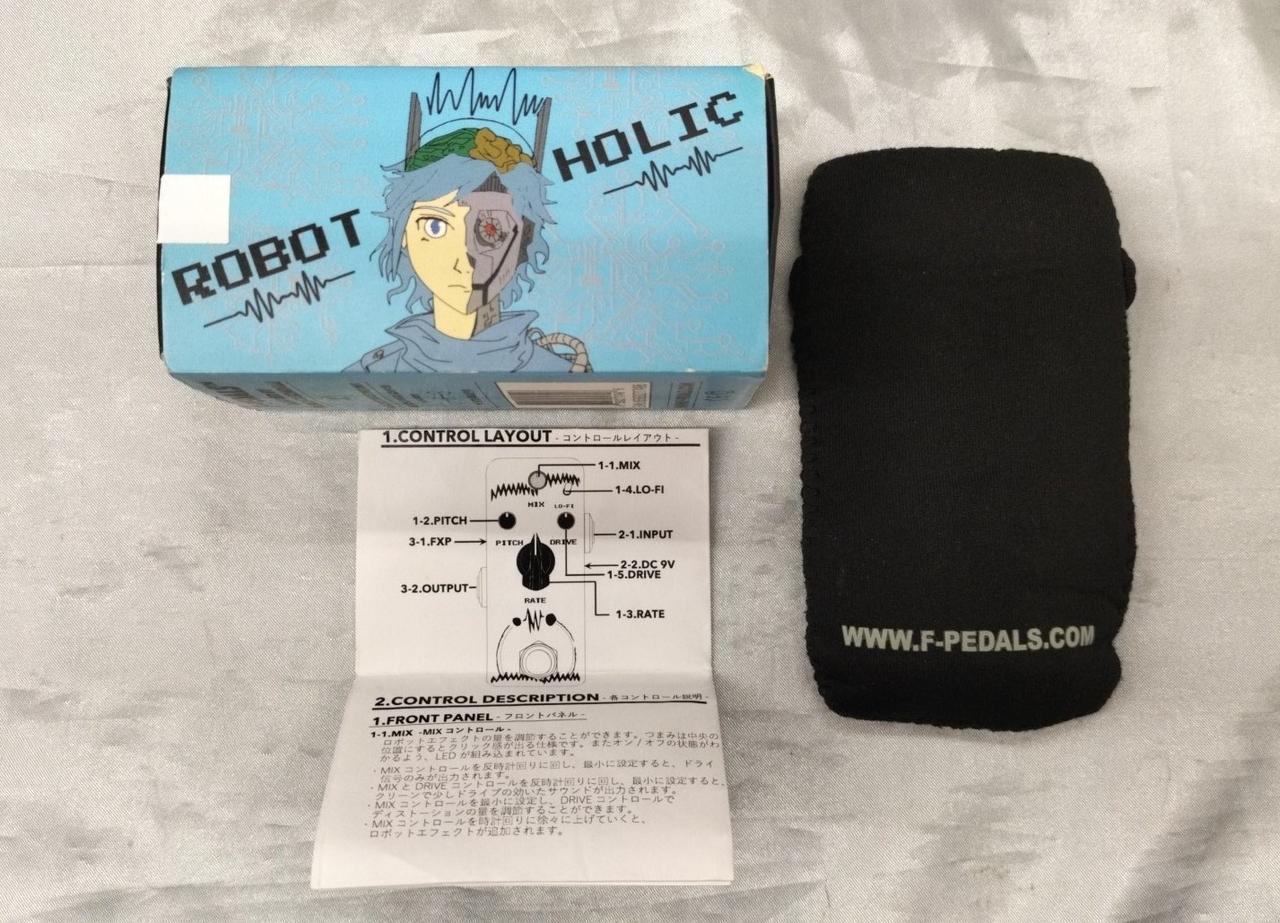 ROBOT
HOLIC
WWW.F-PEDALS.COM
1.CONTROL LAYOUT - コントロールレイアウト -
1-1.MIX
1-4.LO-FI
MIX
LO-FI
1-2.PITCH
2-1.INPUT
3-1.FXP
PITCH
DRIVE
2-2.DC 9V
1-5.DRIVE
3-2.OUTPUT
RATE
1-3.RATE
2.CONTROL DESCRIPTION - 各コントロール説明 -
1.FRONT PANEL - フロントパネル -
1-1.MIX -MIX コントロール -
ロボットエフェクトの量を調節することができます。つまみは中央の
位置にするとクリック感が出る仕様です。またオン / オフの状態がわ
かるよう、LED が組み込まれています。
・MIX コントロールを反時計回りに回し、最小に設定すると、ドライ
信号のみが出力されます。
・MIX と DRIVE コントロールを反時計回りに回し、最小に設定すると、
クリーンで少しドライブの効いたサウンドが出力されます。
・MIX コントロールを最小に設定し、DRIVE コントロールで
ディストーションの量を調節することができます。
・MIX コントロールを時計回りに徐々に上げていくと、
ロボットエフェクトが追加されます。